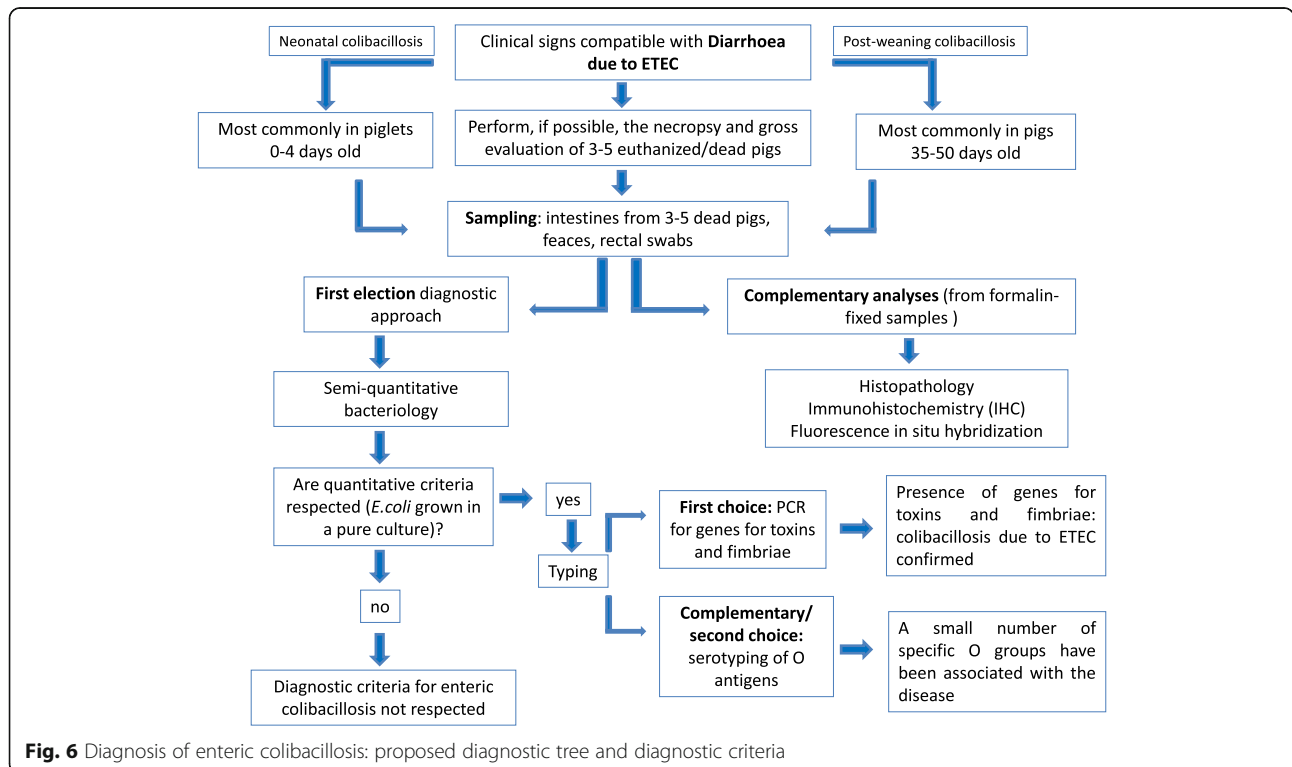 Neonatal colibacillosis
Clinical signs compatible with Diarrhoea
due to ETEC
Post-weaning colibacillosis
Most commonly in piglets
0-4 days old
Perform, if possible, the necropsy and gross
evaluation of 3-5 euthanized/dead pigs
Most commonly in pigs
35-50 days old
Sampling: intestines from 3-5 dead pigs,
feaces, rectal swabs
First election diagnostic
approach
Complementary analyses (from formalin-
fixed samples )
Semi-quantitative
bacteriology
Histopathology
Immunohistochemistry (IHC)
Fluorescence in situ hybridization
Are quantitative criteria
respected (E.coli grown in
a pure culture)?
yes
Typing
First choice: PCR
for genes for toxins
and fimbriae
Presence of genes for
toxins and fimbriae:
colibacillosis due to ETEC
confirmed
no
Complementary/
second choice:
serotyping of O
antigens
A small number of
specific O groups have
been associated with the
disease
Diagnostic criteria for enteric
colibacillosis not respected
Fig. 6 Diagnosis of enteric colibacillosis: proposed diagnostic tree and diagnostic criteria